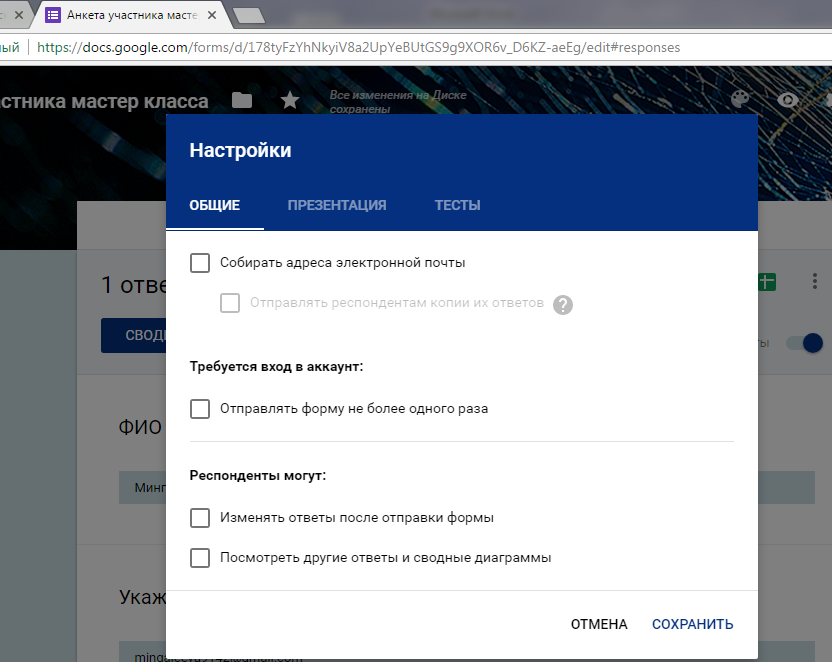 Анкета участника масте
ный https://docs.google.com/forms/d/178tyFzYhNkyiV8a2UpYeBUtGS9g9XOR6v_D6KZ-aeEg/edit#responses
стника мастер класса
Все изменения на Диске
сохранены
Настройки
ОБЩИЕ ПРЕЗЕНТАЦИЯ ТЕСТЫ
Собирать адреса электронной почты
1 отве
Отправлять респондентам копии их ответов ?
СВОД
ты
Требуется вход в аккаунт:
Отправлять форму не более одного раза
ФИО
Респонденты могут:
Минг
Изменять ответы после отправки формы
Посмотреть другие ответы и сводные диаграммы
Укаж
ОТМЕНА СОХРАНИТЬ